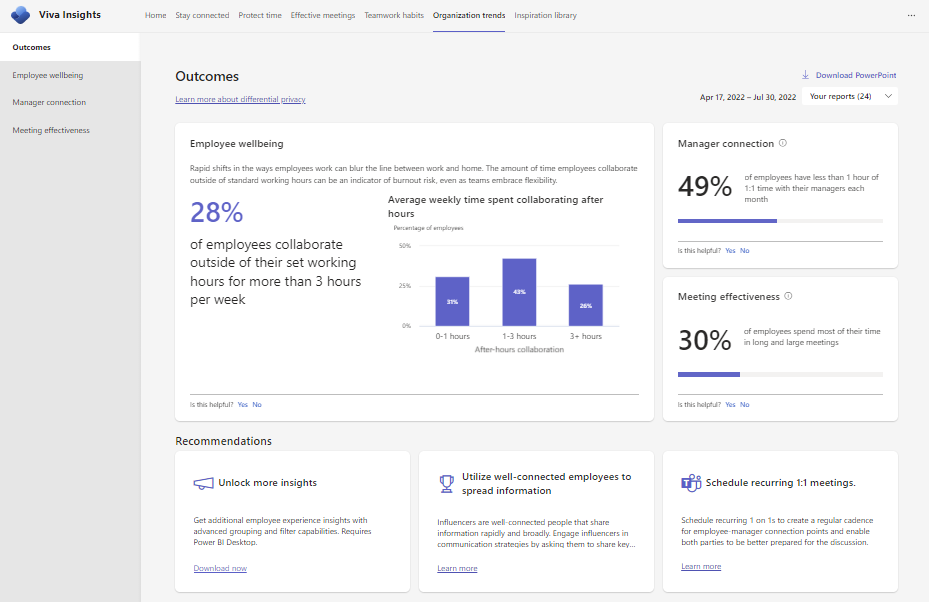 Viva Insights
Home
Stay connected
Protect time
Effective meetings
Teamwork habits
Organization trends
Inspiration library
...
Outcomes
Employee wellbeing
Manager connection
Meeting effectiveness
Outcomes
Download PowerPoint
Learn more about differential privacy
Apr 17, 2022 – Jul 30, 2022
Your reports (24)
Employee wellbeing
Rapid shifts in the ways employees work can blur the line between work and home. The amount of time employees collaborate
outside of standard working hours can be an indicator of burnout risk, even as teams embrace flexibility.
28%
of employees collaborate
outside of their set working
hours for more than 3 hours
per week
Average weekly time spent collaborating after
hours
Percentage of employees
50%
25%
0%
31%
43%
26%
0-1 hours
1-3 hours
3+ hours
After-hours collaboration
Is this helpful? Yes No
Manager connection
49%
of employees have less than 1 hour of
1:1 time with their managers each
month
Is this helpful? Yes No
Meeting effectiveness
30%
of employees spend most of their time
in long and large meetings
Is this helpful? Yes No
Recommendations
Unlock more insights
Get additional employee experience insights with
advanced grouping and filter capabilities. Requires
Power BI Desktop.
Download now
Utilize well-connected employees to
spread information
Influencers are well-connected people that share
information rapidly and broadly. Engage influencers in
communication strategies by asking them to share key...
Learn more
Schedule recurring 1:1 meetings.
Schedule recurring 1 on 1s to create a regular cadence
for employee-manager connection points and enable
both parties to be better prepared for the discussion.
Learn more